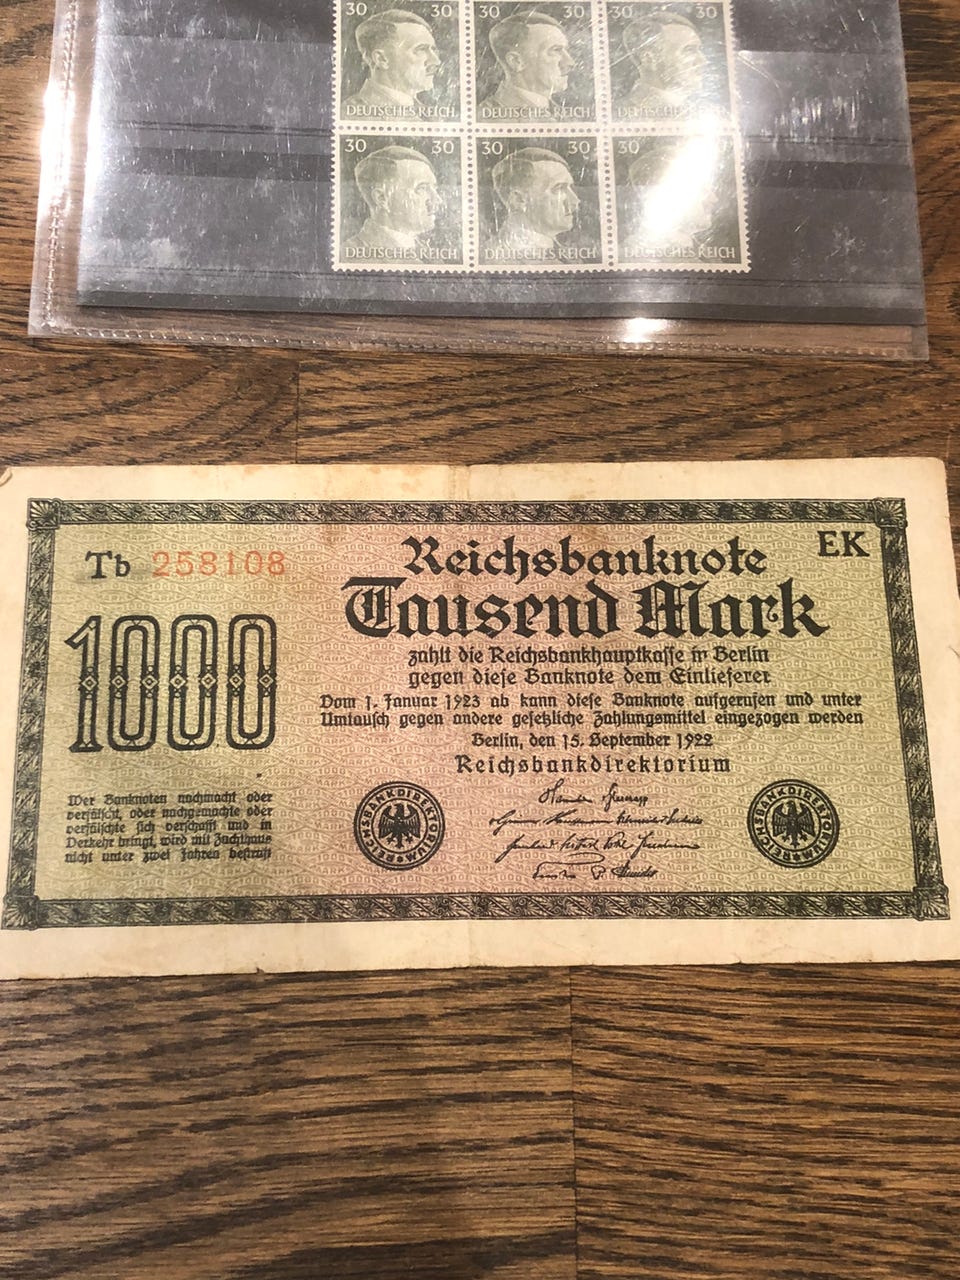 30 30 30 30 30 30
DEUTSCHES REICH DEUTSCHES REICH DEUTSCHES REICH
30 30 30 30 30
DEUTSCHES REICH DEUTSCHES REICH DEUTSCHES REICH
Tb 258108
1000
Wer Banknoten nachmacht oder
verfälscht, oder nachgemachte oder
verfälschte sich verschafft und in
Verkehr bringt, wird mit Zuchthaus
nicht unter zwei Jahren bestraft
EK
Reichsbanknote
Tausend Mark
zahlt die Reichsbankhauptkasse in Berlin
gegen diese Banknote dem Einlieferer
Vom 1. Januar 1923 ab kann diese Banknote aufgerufen und unter
Umtausch gegen andere gesetzliche Zahlungsmittel eingezogen werden
Berlin, den 15. September 1922
Reichsbankdirektorium
REICHSBANKDIREKTORIUM
REICHSBANKDIREKTORIUM